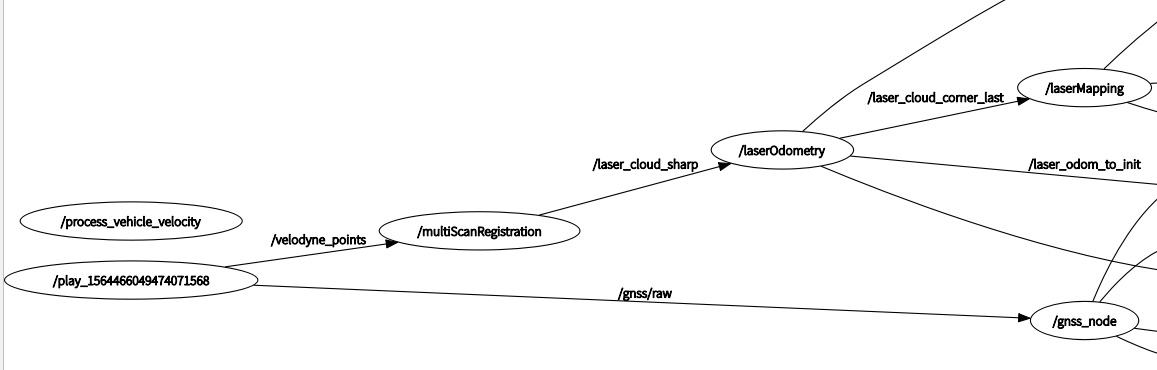 /laser_cloud_corner_last
/laserMapping
/laserOdometry
/laser_cloud_sharp
/laser_odom_to_init
/process_vehicle_velocity
/multiScanRegistration
/velodyne_points
/play_1564466049474071568
/gnss/raw
/gnss_node